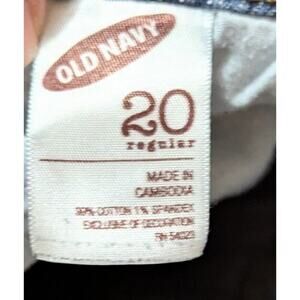 OLD NAVY
20
regular
MADE IN
CAMBODIA
99% COTTON 1% SPANDEX
EXCLUSIVE OF DECORATION
RN 54023